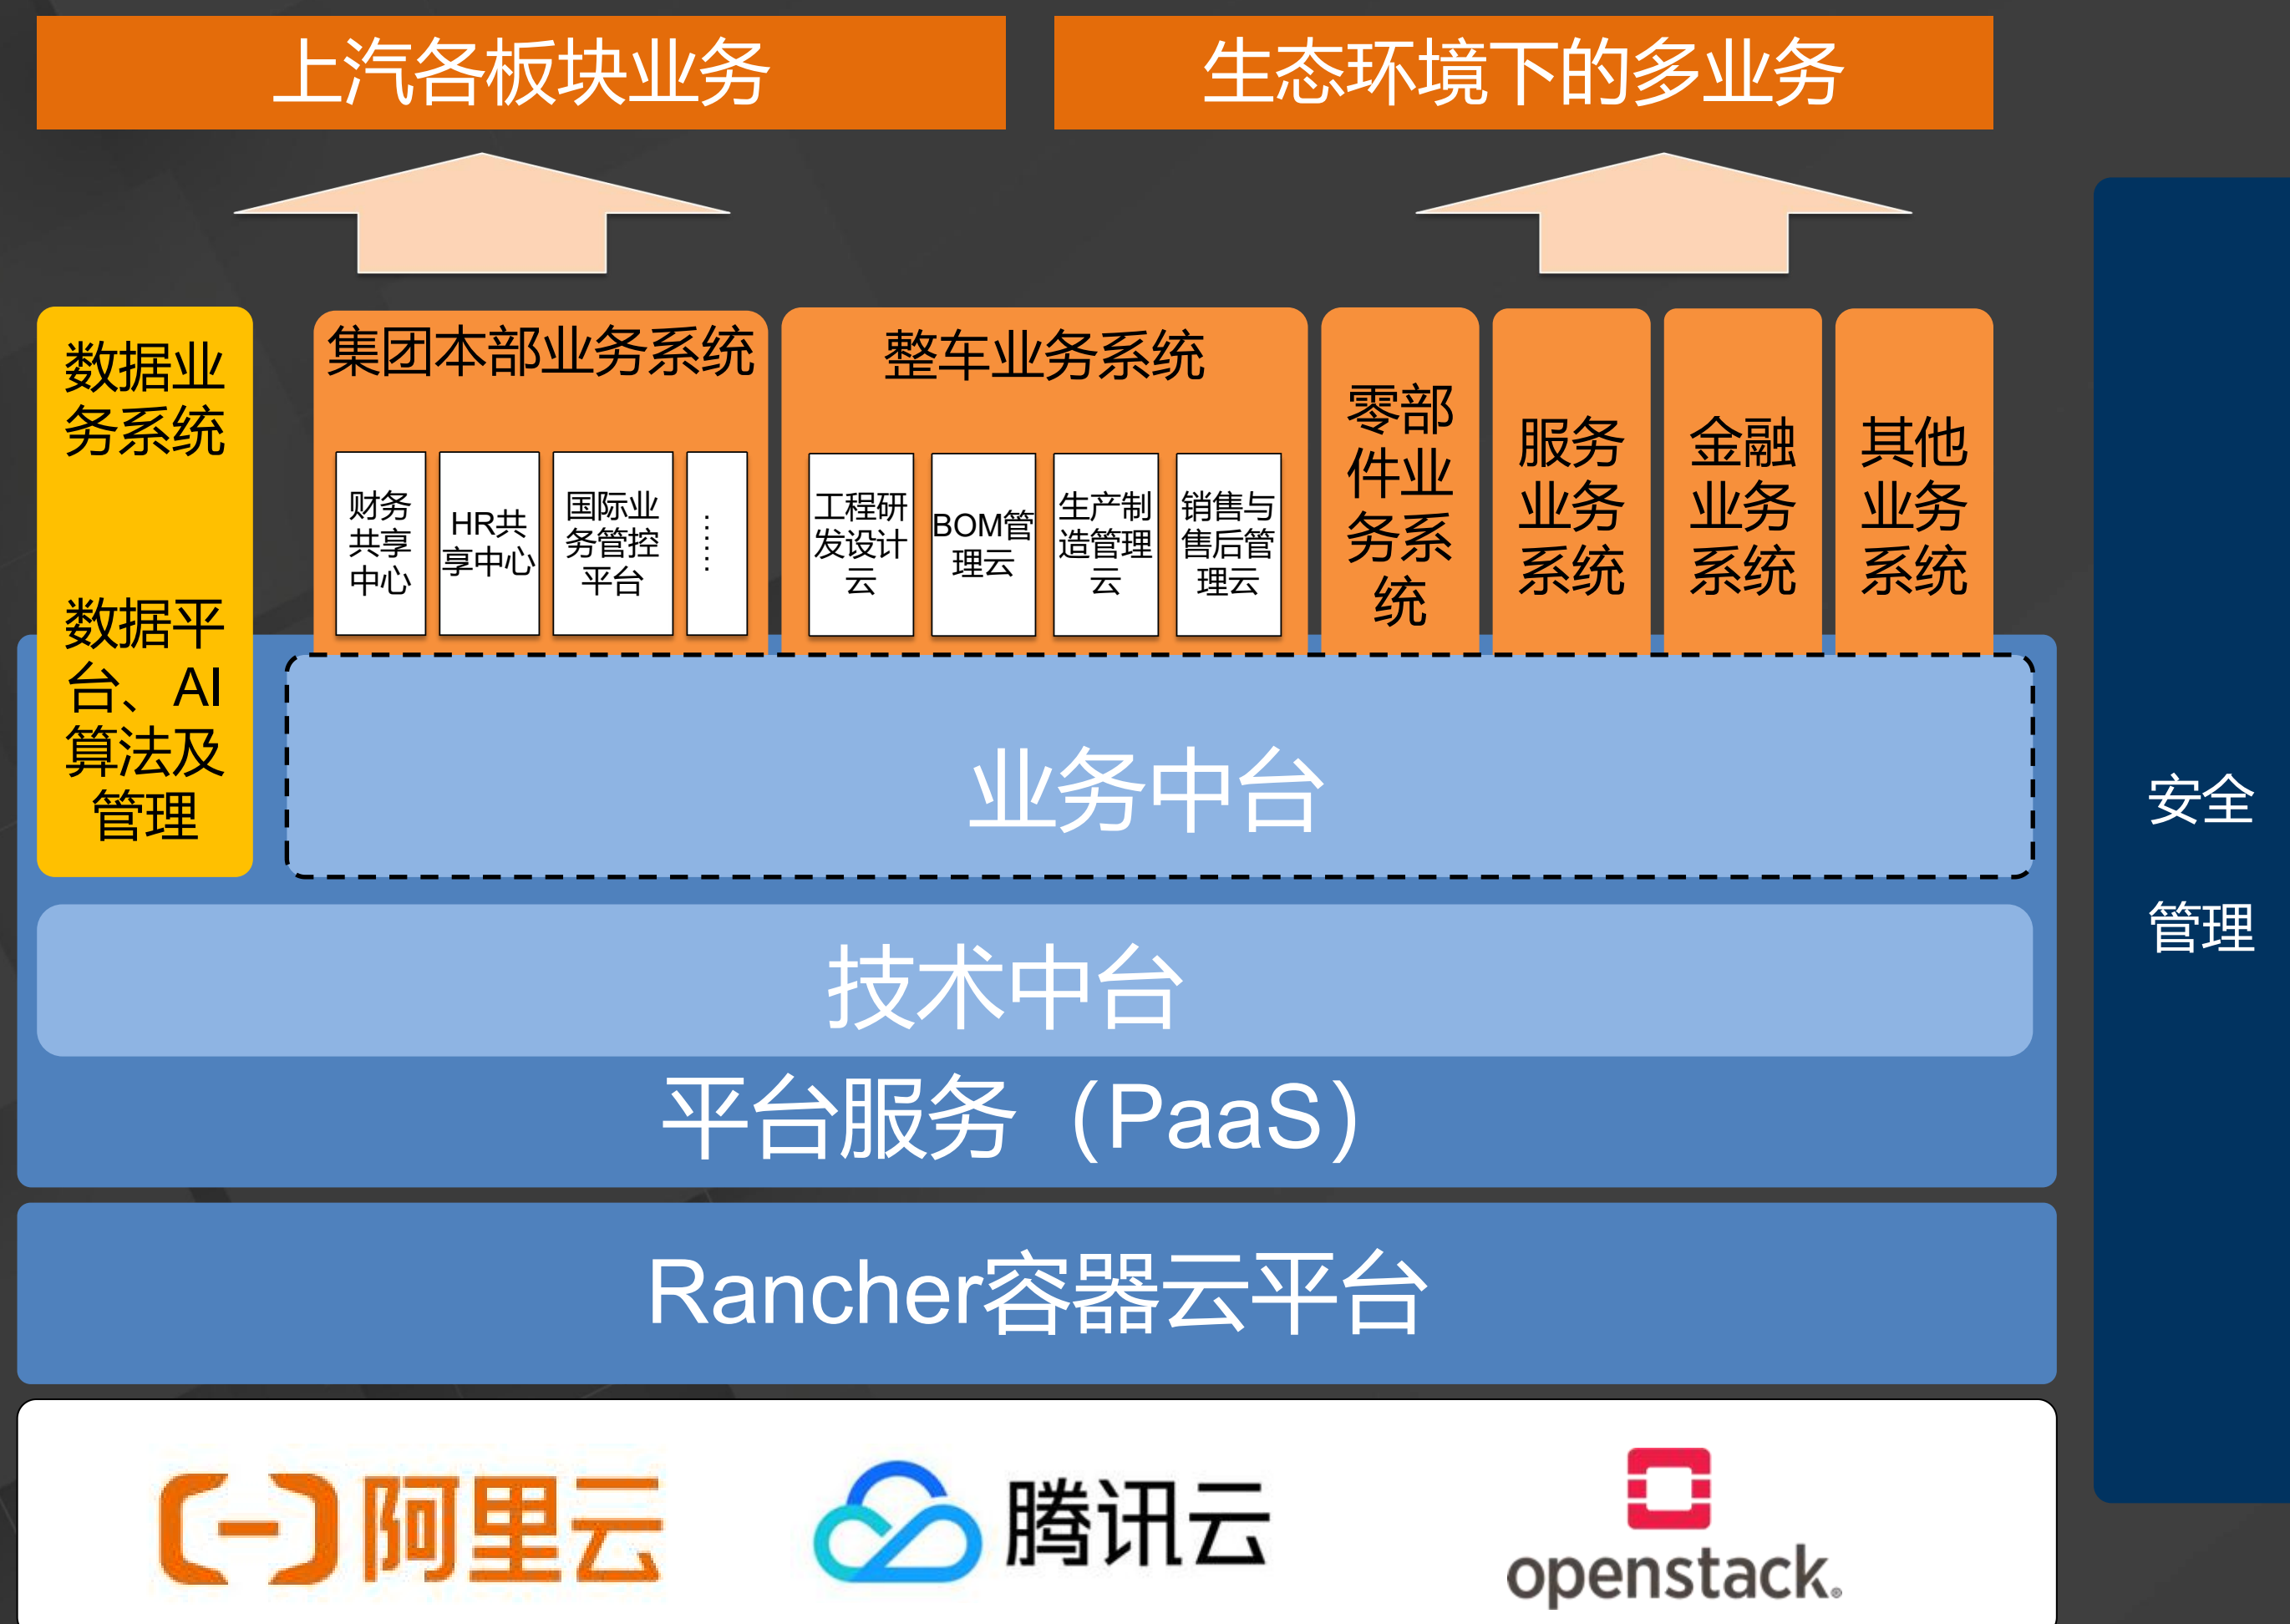 上汽各板块业务
生态环境下的多业务
数据业
务系统
数据平
台、AI
算法及
管理
集团本部业务系统
财务
共享
中心
HR共
享中心
国际业
务管控
平台
……
整车业务系统
工程研
发设计
云
BOM管
理云
生产制
造管理
云
销售与
售后管
理云
零部
件业
务系
统
服务
业务
系统
金融
业务
系统
其他
业务
系统
业务中台
技术中台
平台服务（PaaS）
Rancher容器云平台
阿里云
腾讯云
openstack®
安全
管理